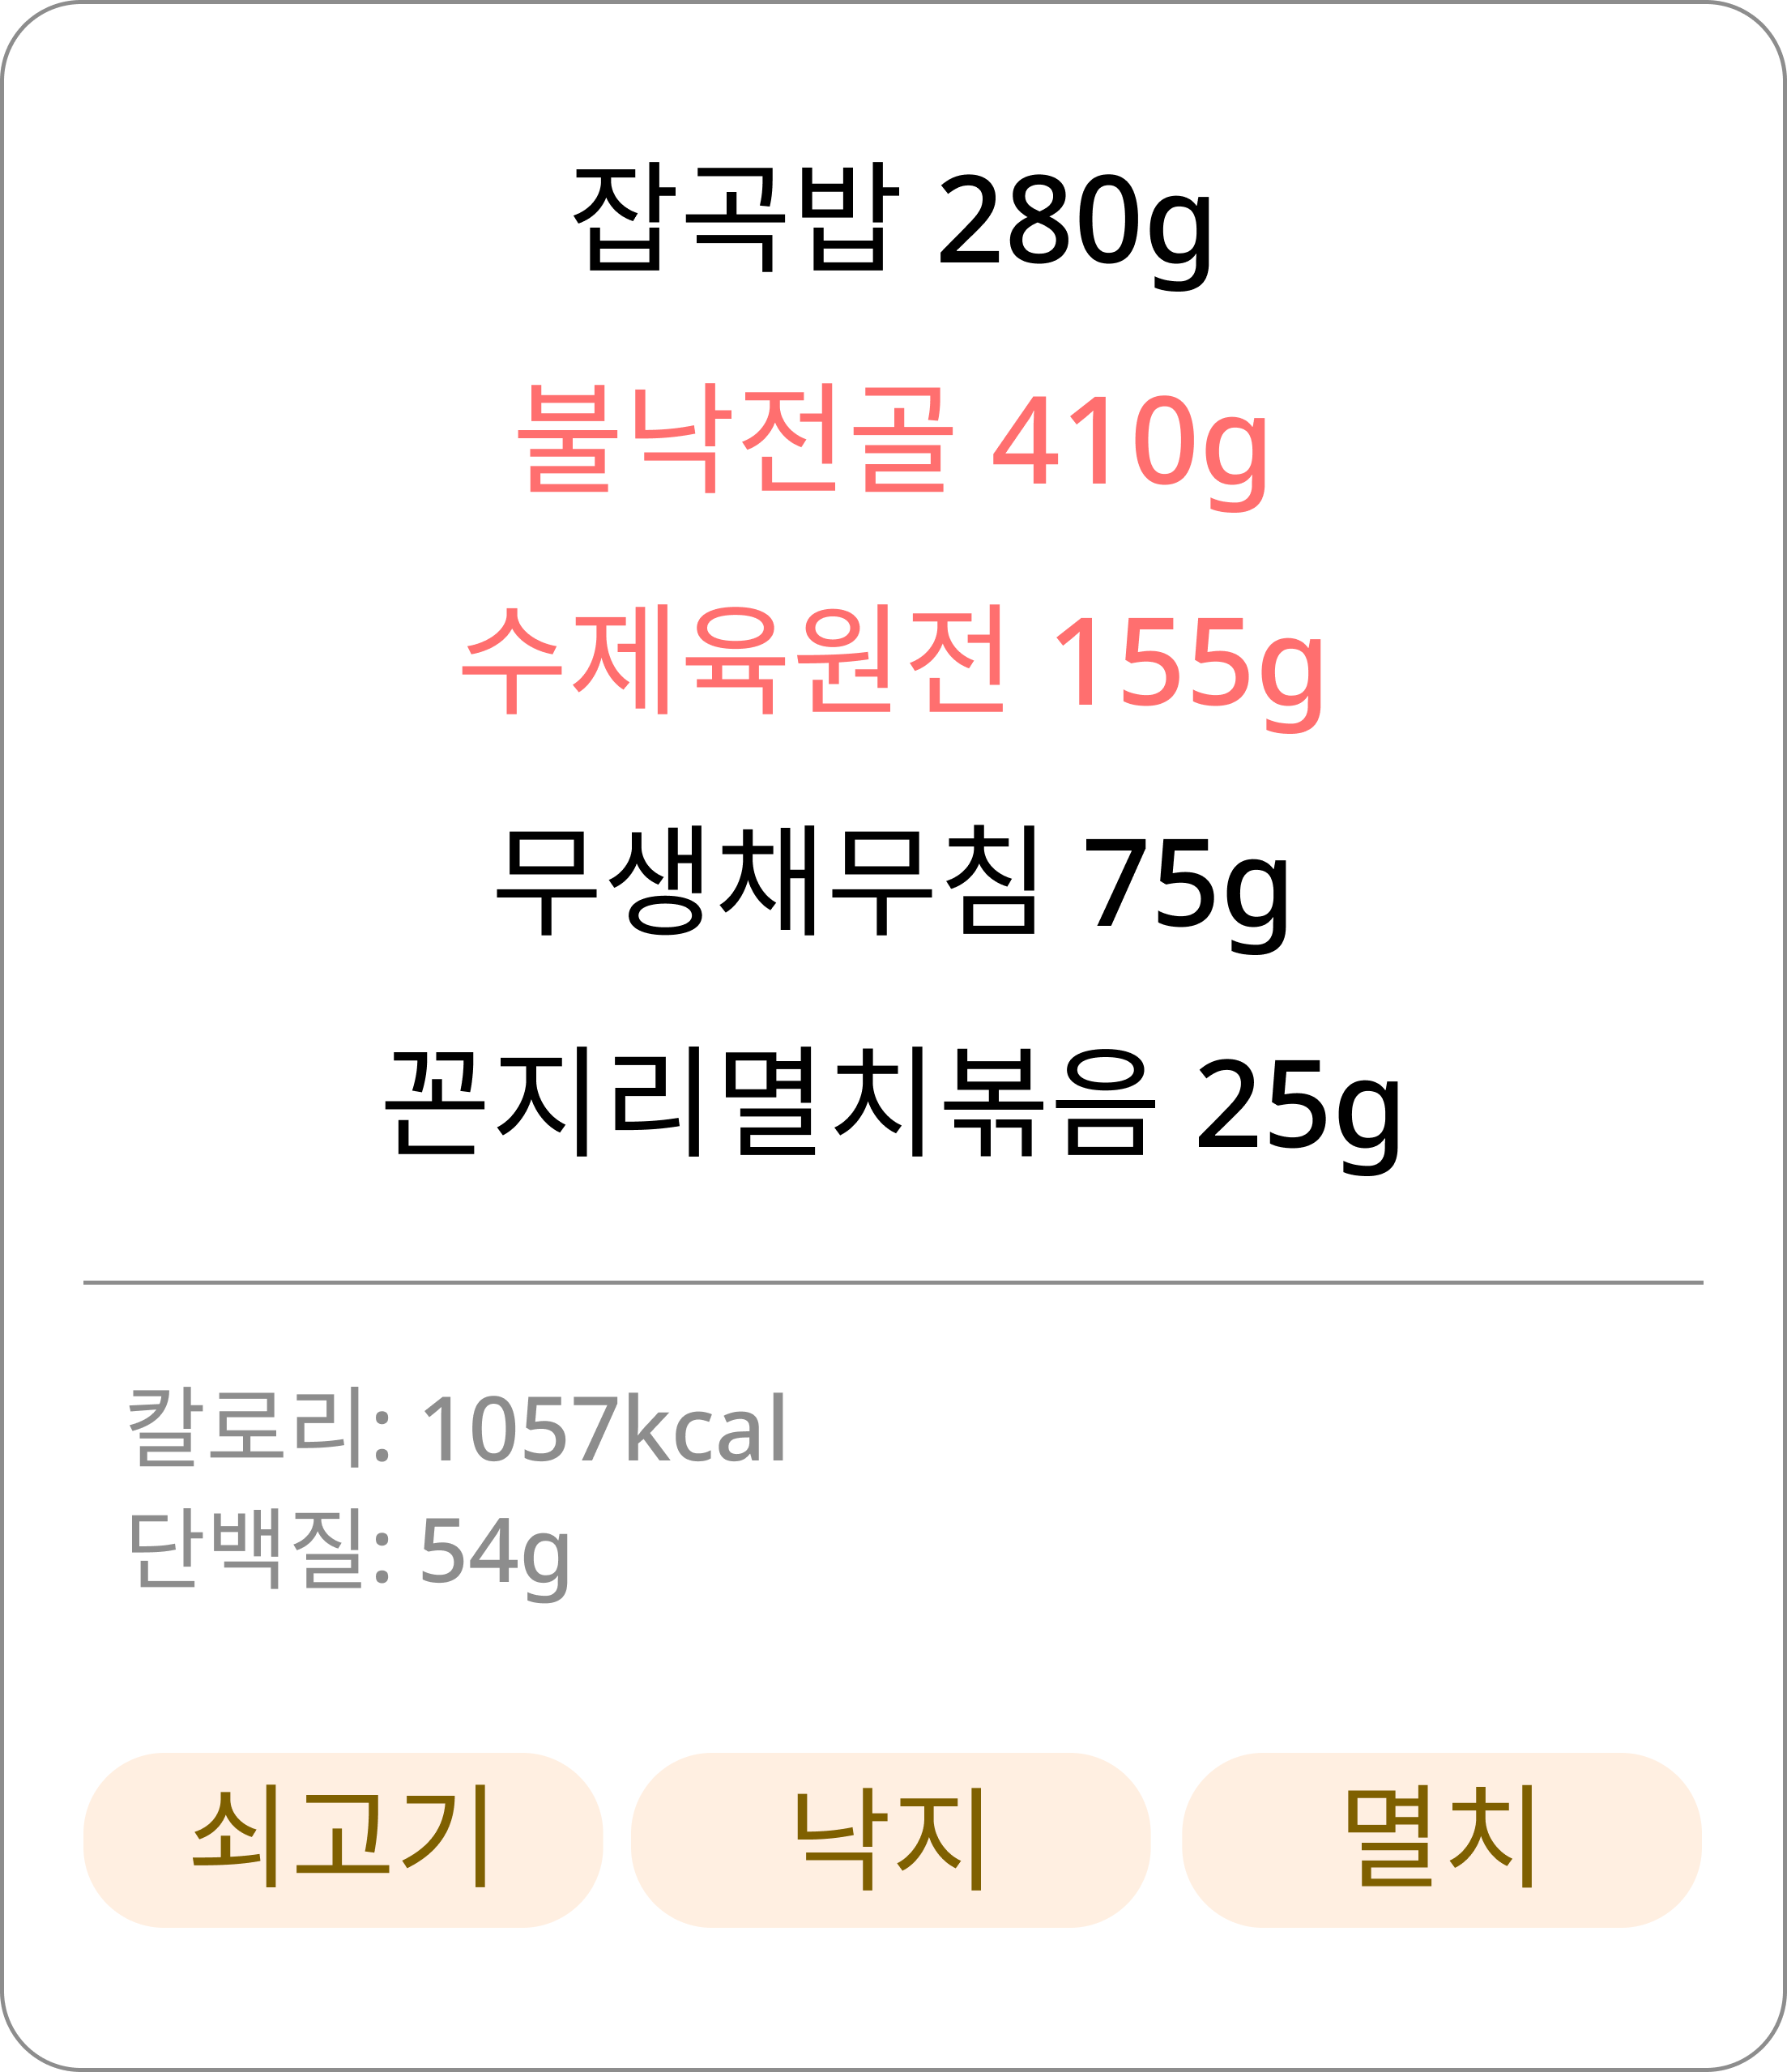 잡곡밥 280g
불낙전골 410g
수제육원전 155g
무생채무침 75g
꼰지리멸치볶음 25g
칼로리: 1057kcal
단백질: 54g
쇠고기 낙지 멸치